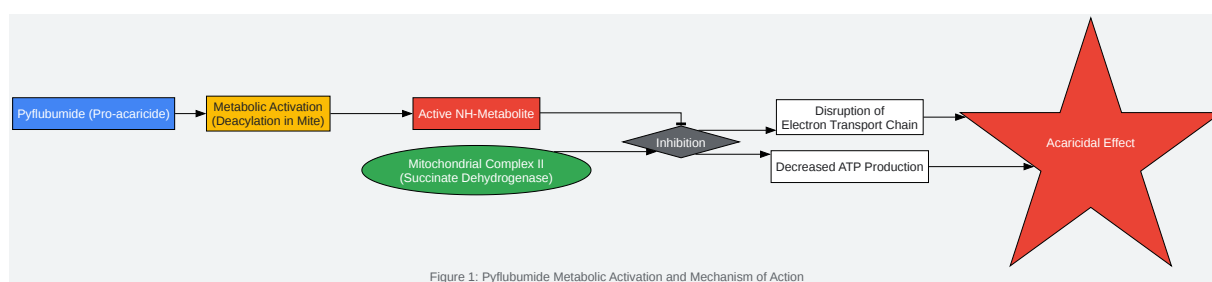 Pyflubumide (Pro-acaricide)
Metabolic Activation
(Deacylation in Mite)
Active NH-Metabolite
Mitochondrial Complex II
(Succinate Dehydrogenase)
Inhibition
Disruption of
Electron Transport Chain
Decreased ATP Production
Acaricidal Effect
Figure 1: Pyflubumide Metabolic Activation and Mechanism of Action